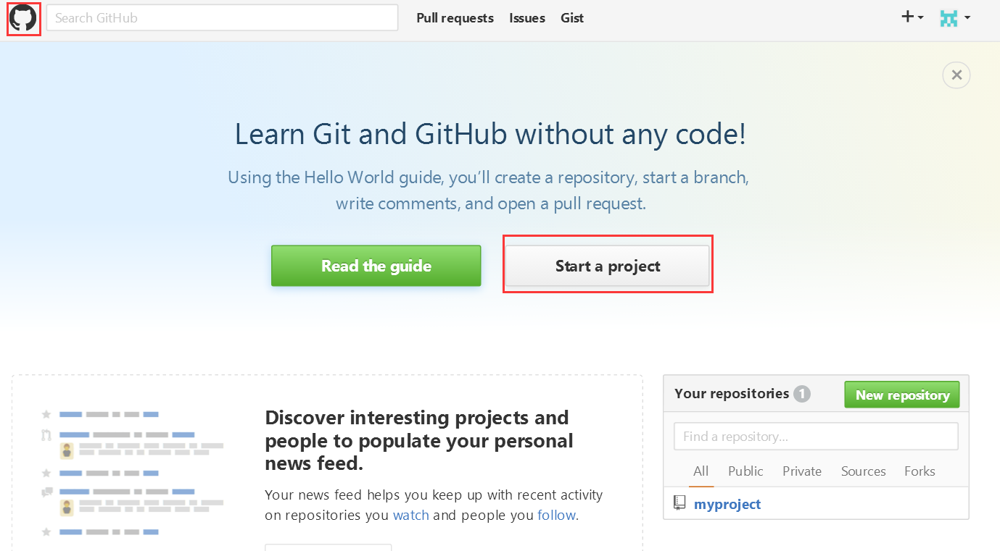 Search GitHub
Pull requests
Issues
Gist
Learn Git and GitHub without any code!
Using the Hello World guide, you’ll create a repository, start a branch,
write comments, and open a pull request.
Read the guide
Start a project
Discover interesting projects and
people to populate your personal
news feed.
Your news feed helps you keep up with recent activity
on repositories you watch and people you follow.
Your repositories 1
New repository
Find a repository...
All
Public
Private
Sources
Forks
myproject